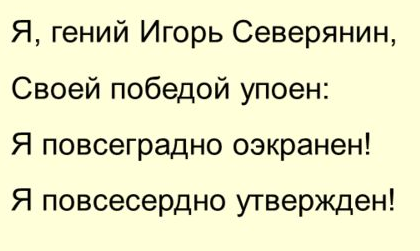 Я, гений Игорь Северянин,
Своей победой упоен:
Я повсеградно оэкранен!
Я повсесердно утвержден!